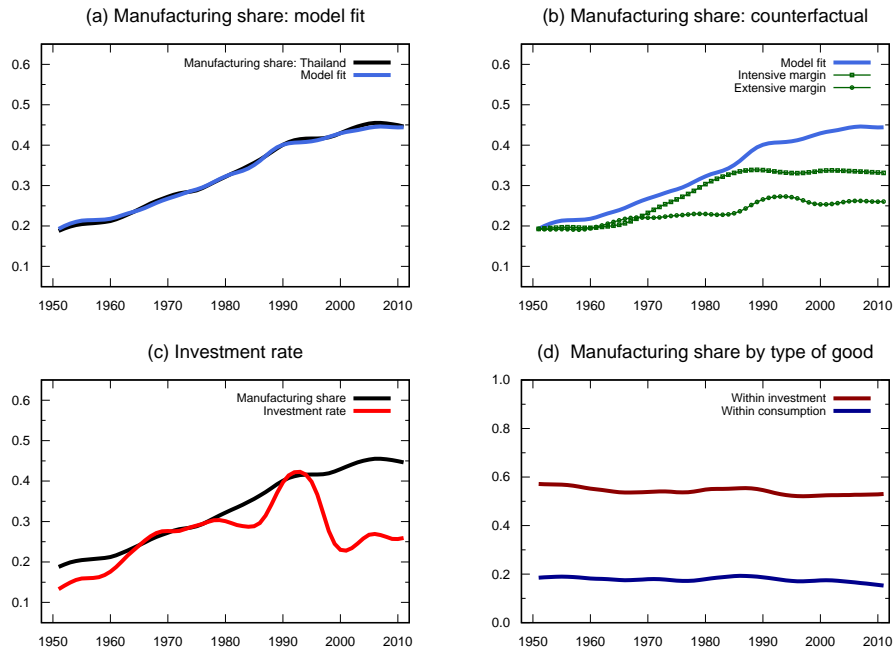 (a) Manufacturing share: model fit
0.6
0.5
0.4
0.3
0.2
0.1
Manufacturing share: Thailand
Model fit
1950 1960 1970 1980 1990 2000 2010
(b) Manufacturing share: counterfactual
0.6
0.5
0.4
0.3
0.2
0.1
Model fit
Intensive margin
Extensive margin
1950 1960 1970 1980 1990 2000 2010
(c) Investment rate
0.6
0.5
0.4
0.3
0.2
0.1
Manufacturing share
Investment rate
1950 1960 1970 1980 1990 2000 2010
(d) Manufacturing share by type of good
1.0
0.8
0.6
0.4
0.2
0.0
Within investment
Within consumption
1950 1960 1970 1980 1990 2000 2010